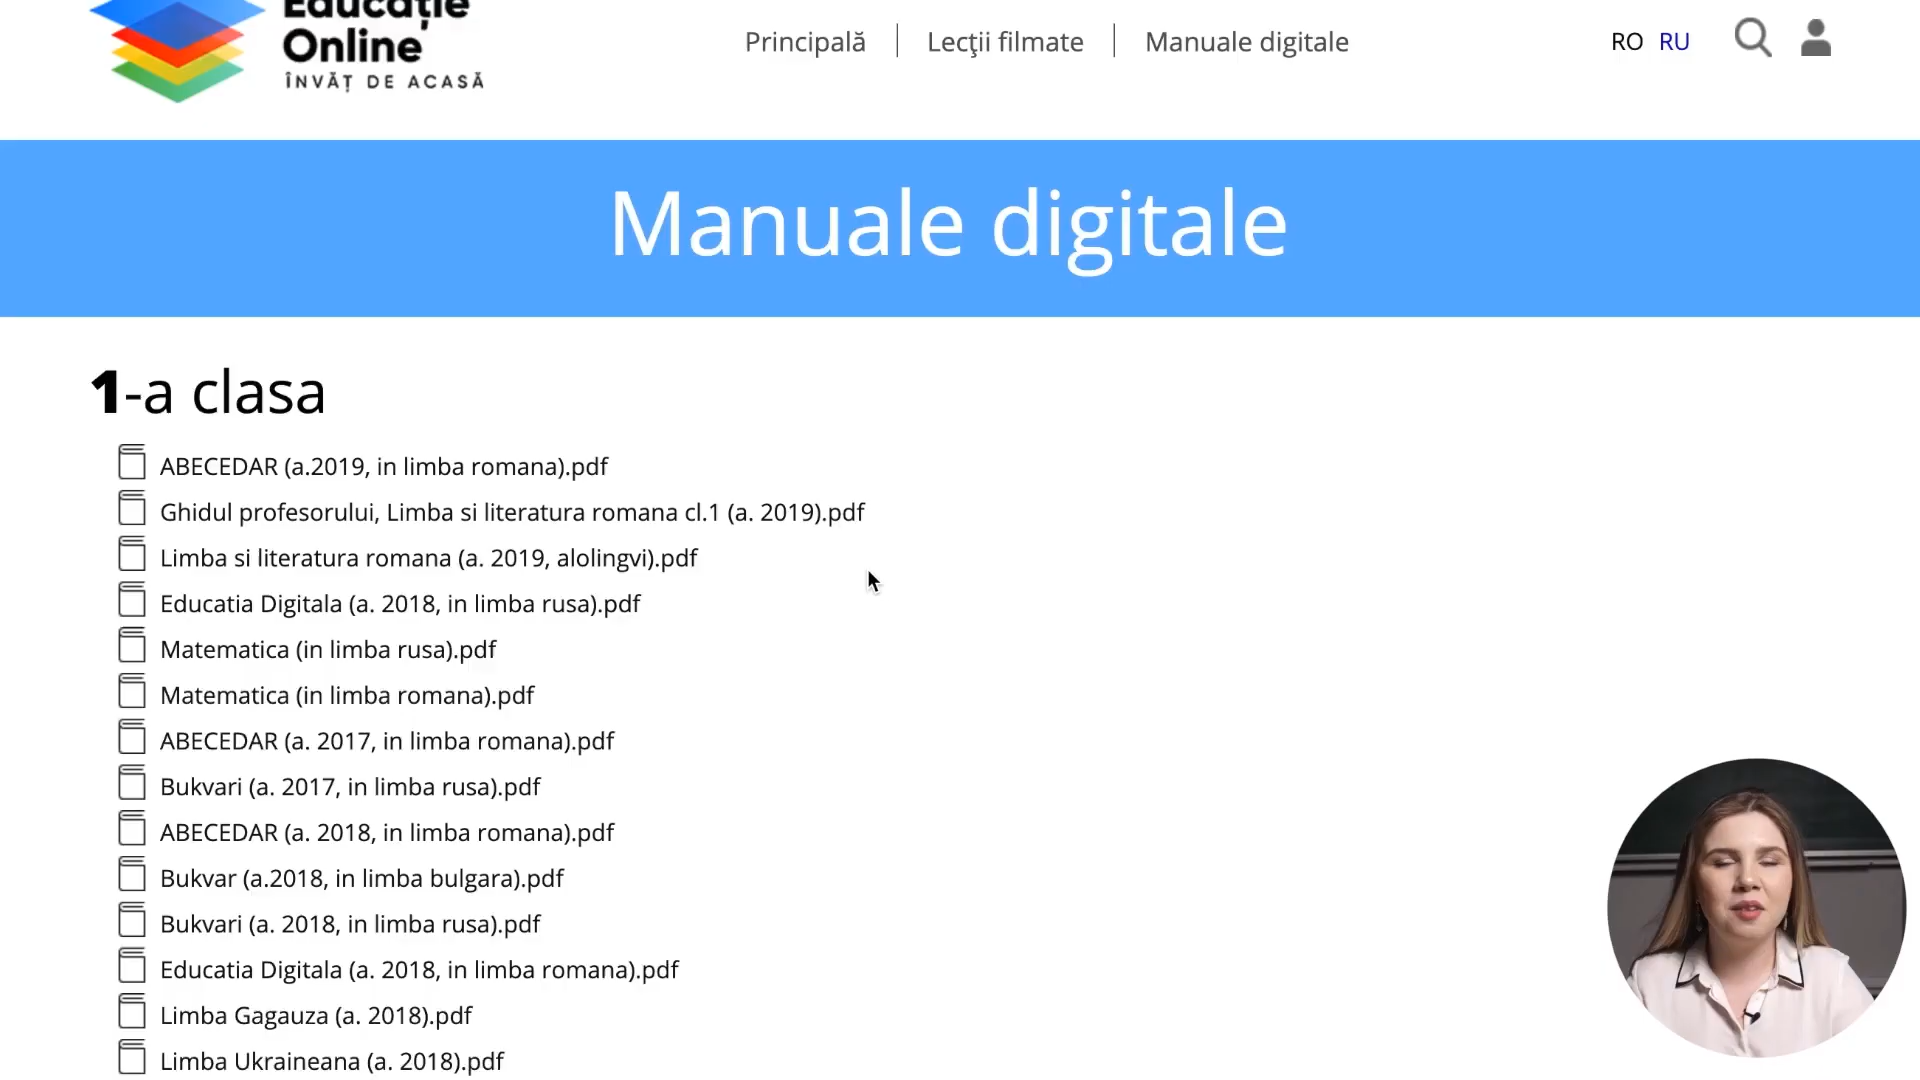 Educație
Online
ÎNVĂȚ DE ACASĂ
Principală
Lecții filmate
Manuale digitale
RO RU
Manuale digitale
1-a clasa
ABECEDAR (a.2019, in limba romana).pdf
Ghidul profesorului, Limba si literatura romana cl.1 (a. 2019).pdf
Limba si literatura romana (a. 2019, alolingvi).pdf
Educatia Digitala (a. 2018, in limba rusa).pdf
Matematica (in limba rusa).pdf
Matematica (in limba romana).pdf
ABECEDAR (a. 2017, in limba romana).pdf
Bukvari (a. 2017, in limba rusa).pdf
ABECEDAR (a. 2018, in limba romana).pdf
Bukvar (a.2018, in limba bulgara).pdf
Bukvari (a. 2018, in limba rusa).pdf
Educatia Digitala (a. 2018, in limba romana).pdf
Limba Gagauza (a. 2018).pdf
Limba Ukraineana (a. 2018).pdf